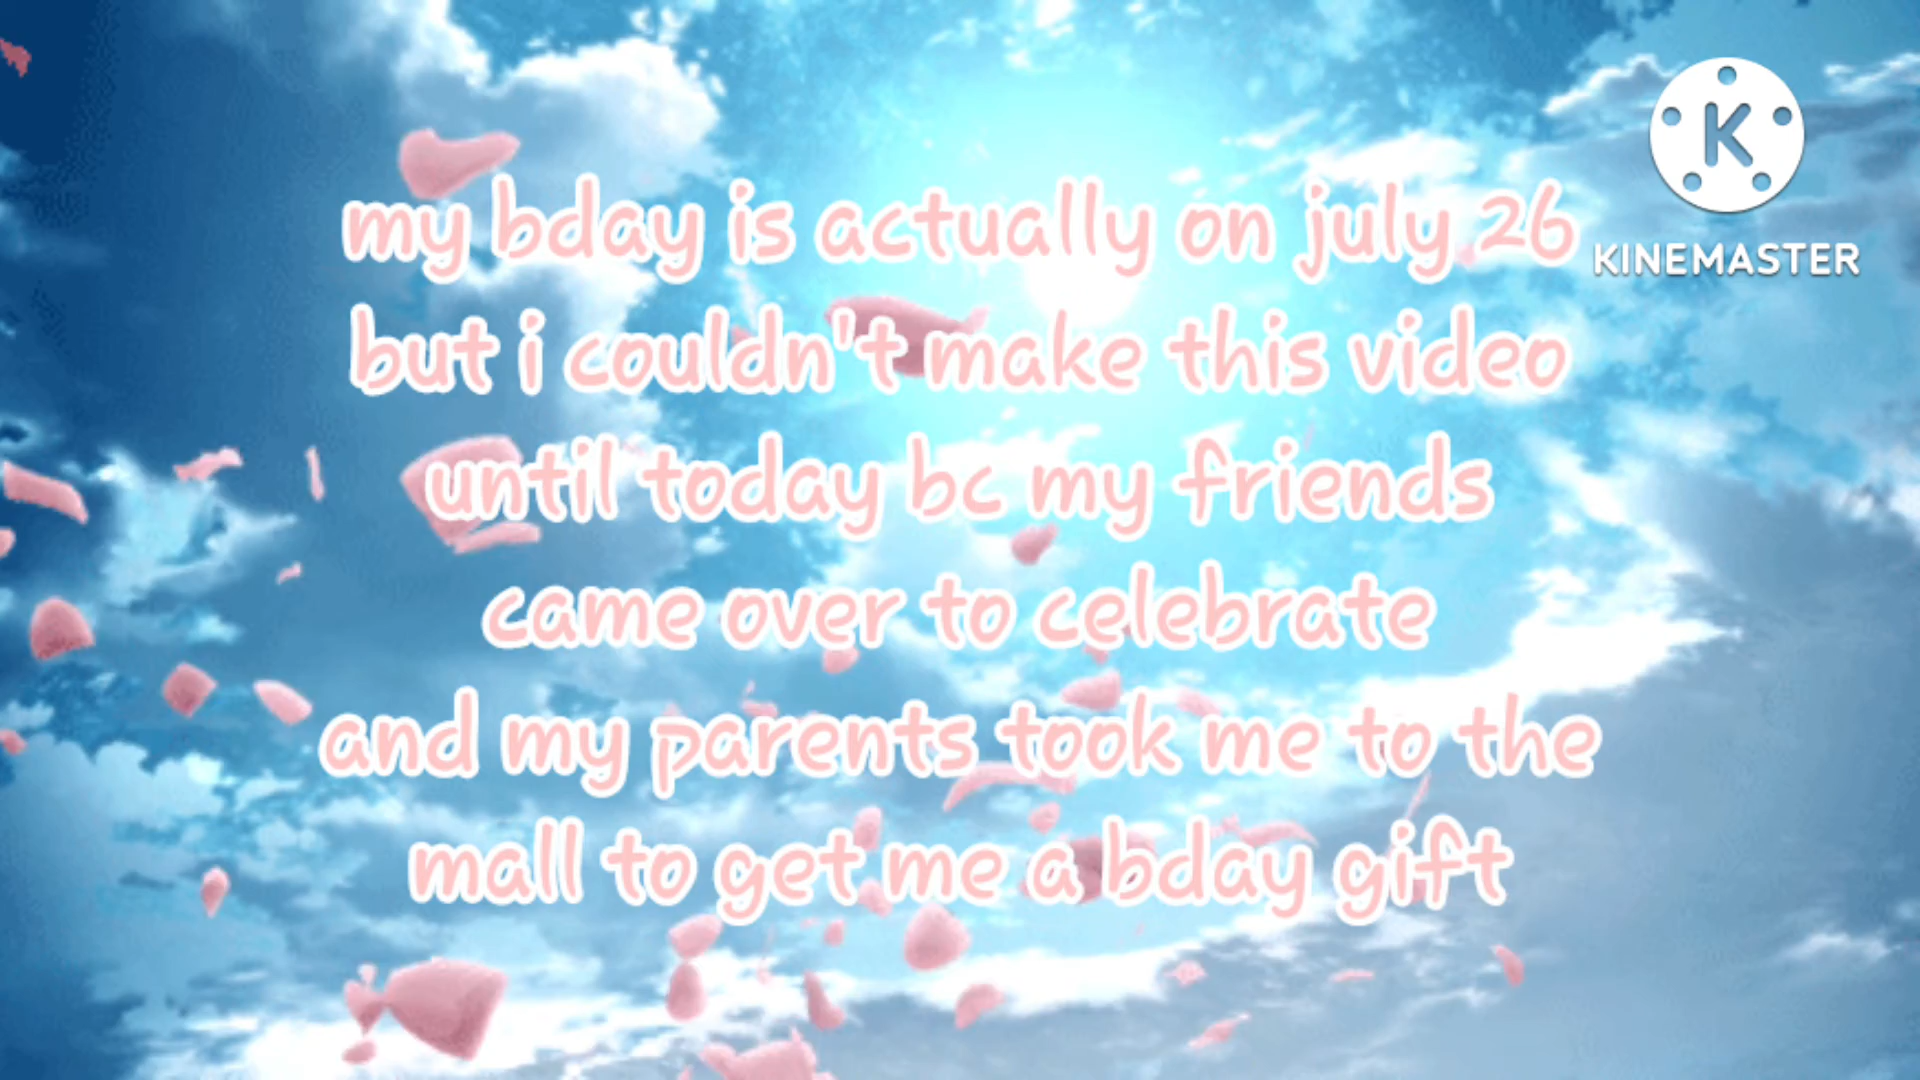 my bday is actually on july 26
but i couldn't make this video
until today bc my friends
came over to celebrate
and my parents took me to the
mall to get me a bday gift
K
KINEMASTER